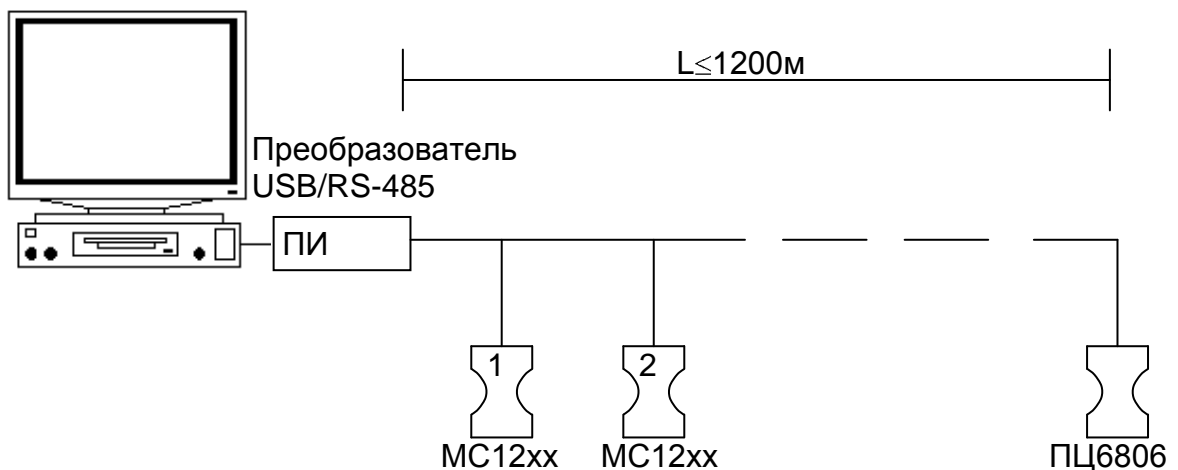 L≤1200м
Преобразователь
USB/RS-485
ПИ
1
2
МС12хх
МС12хх
ПЦ6806